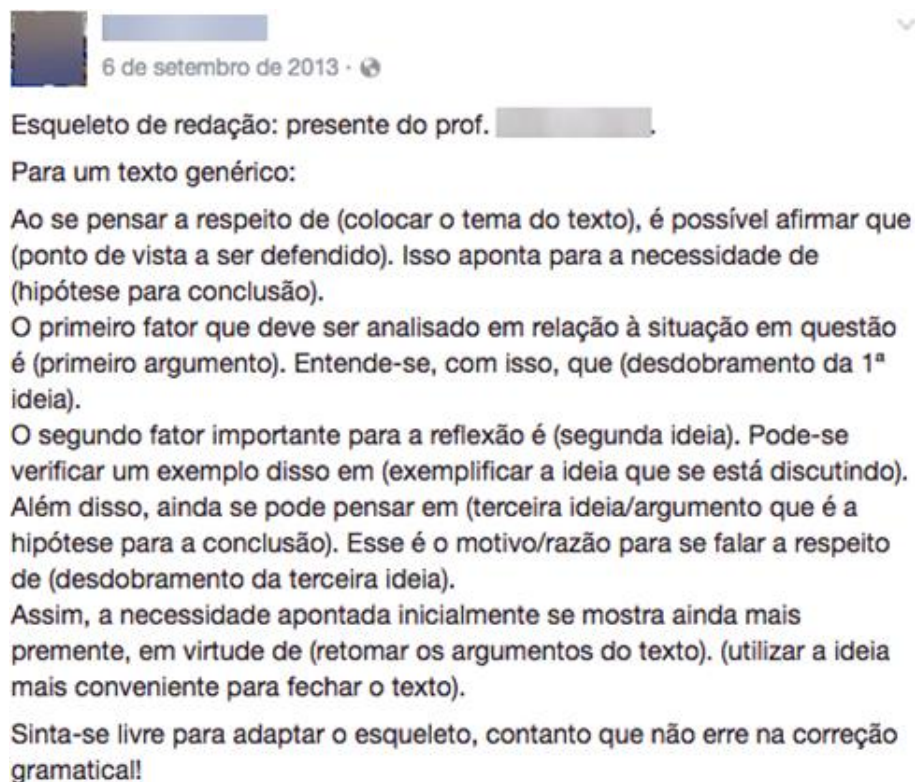 6 de setembro de 2013 ·
Esqueleto de redação: presente do prof. .
Para um texto genérico:
Ao se pensar a respeito de (colocar o tema do texto), é possível afirmar que
(ponto de vista a ser defendido). Isso aponta para a necessidade de
(hipótese para conclusão).
O primeiro fator que deve ser analisado em relação à situação em questão
é (primeiro argumento). Entende-se, com isso, que (desdobramento da 1ª
ideia).
O segundo fator importante para a reflexão é (segunda ideia). Pode-se
verificar um exemplo disso em (exemplificar a ideia que se está discutindo).
Além disso, ainda se pode pensar em (terceira ideia/argumento que é a
hipótese para a conclusão). Esse é o motivo/razão para se falar a respeito
de (desdobramento da terceira ideia).
Assim, a necessidade apontada inicialmente se mostra ainda mais
premente, em virtude de (retomar os argumentos do texto). (utilizar a ideia
mais conveniente para fechar o texto).
Sinta-se livre para adaptar o esqueleto, contanto que não erre na correção
gramatical!